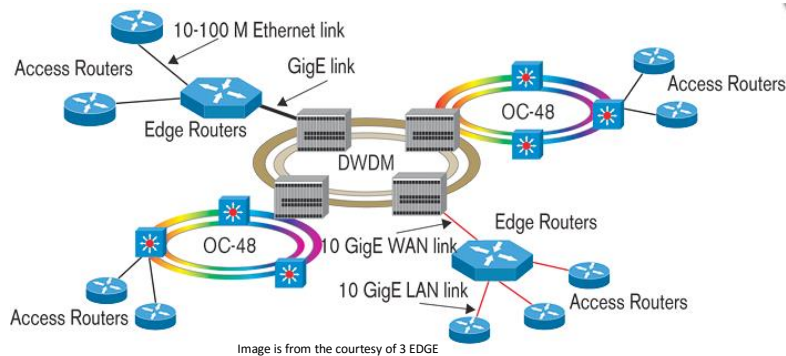 10-100 M Ethernet link
Access Routers
GigE link
Edge Routers
Access Routers
OC-48
DWDM
OC-48
Edge Routers
10 GigE WAN link
10 GigE LAN link
Access Routers
Access Routers
Image is from the courtesy of 3 EDGE